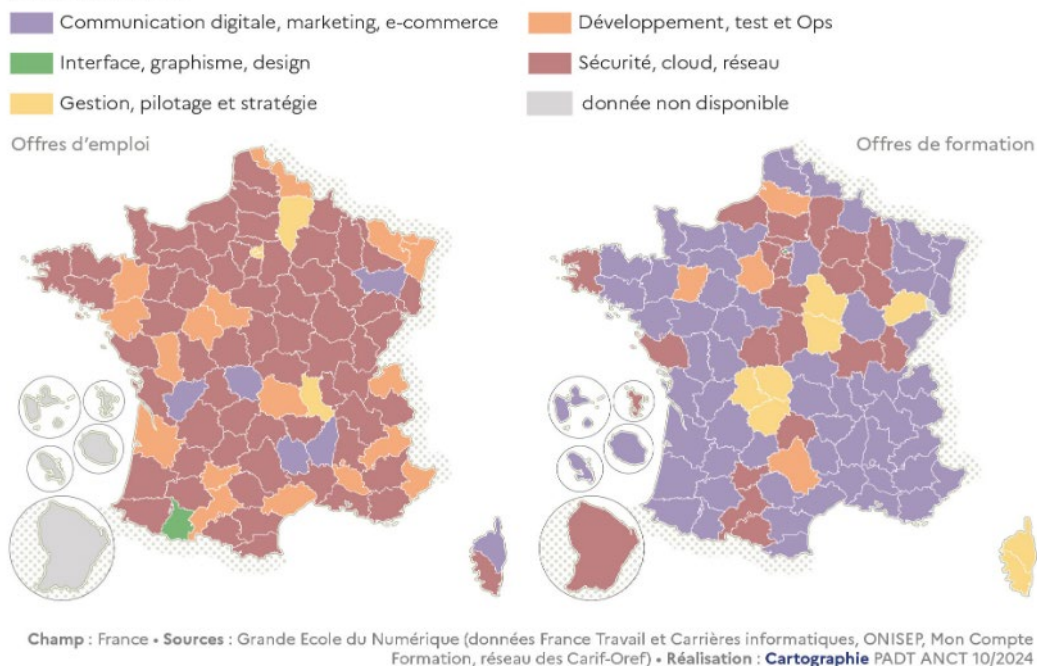 Communication digitale, marketing, e-commerce
Développement, test et Ops
Interface, graphisme, design
Sécurité, cloud, réseau
Gestion, pilotage et stratégie
donnée non disponible
Offres d'emploi
Offres de formation
Champ : France • Sources : Grande Ecole du Numérique (données France Travail et Carrières informatiques, ONISEP, Mon Compte
Formation, réseau des Carif-Oref) • Réalisation : Cartographie PADT ANCT 10/2024